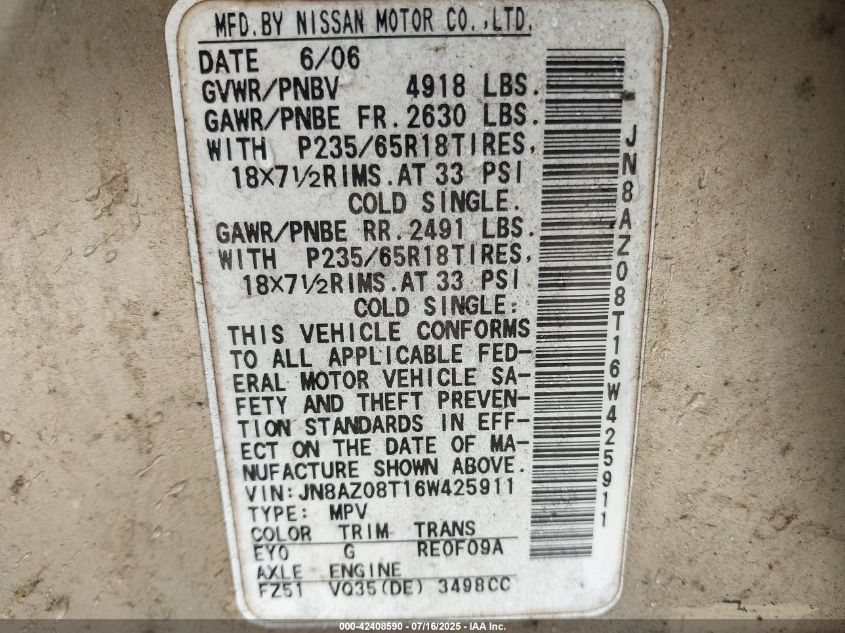 MFD.BY NISSAN MOTOR CO.,LTD.
DATE 6/06
GVWR/PNBV 4918 LBS.
GAWR/PNBE FR.2630 LBS.
WITH P235/65R18TIRES,
18X7½RIMS.AT 33 PSI
COLD SINGLE.
GAWR/PNBE RR.2491 LBS.
WITH P235/65R18TIRES,
18X7½RIMS.AT 33 PSI
COLD SINGLE:
THIS VEHICLE CONFORMS
TO ALL APPLICABLE FED-
ERAL MOTOR VEHICLE SA-
FETY AND THEFT PREVEN-
TION STANDARDS IN EFF-
ECT ON THE DATE OF MA-
NUFACTURE SHOWN ABOVE.
VIN:JN8AZ08T16W425911
TYPE: MPV
COLOR TRIM TRANS
EY0 G RE0F09A
AXLE ENGINE
FZ51 VQ35(DE) 3498CC
JN8AZ08T16W425911
000-42408590 - 07/16/2025 - IAA Inc.